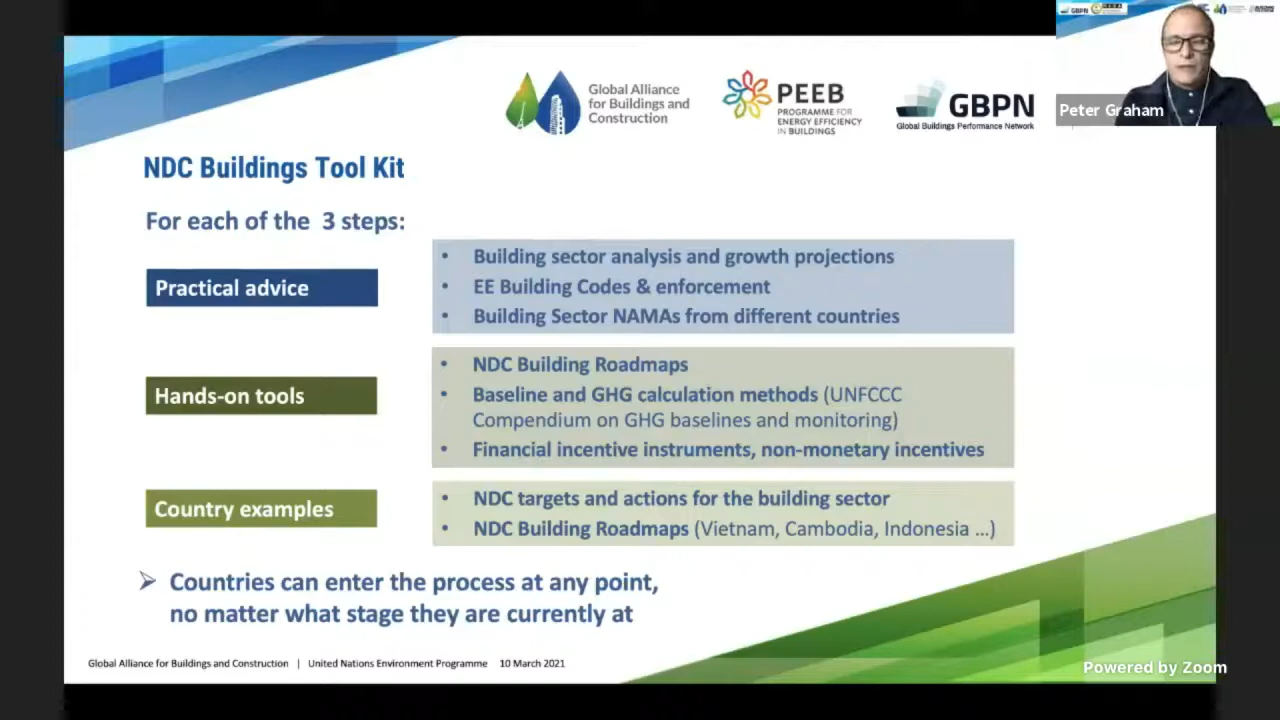 GBPN
Global Alliance
for Buildings and
Construction
PEEB
PROGRAMME FOR
ENERGY EFFICIENCY
IN BUILDINGS
GBPN
Global Buildings Performance Network
Peter Graham
NDC Buildings Tool Kit
For each of the 3 steps:
Practical advice
• Building sector analysis and growth projections
• EE Building Codes & enforcement
• Building Sector NAMAs from different countries
Hands-on tools
• NDC Building Roadmaps
• Baseline and GHG calculation methods (UNFCCC
Compendium on GHG baselines and monitoring)
• Financial incentive instruments, non-monetary incentives
Country examples
• NDC targets and actions for the building sector
• NDC Building Roadmaps (Vietnam, Cambodia, Indonesia ...)
➢ Countries can enter the process at any point,
no matter what stage they are currently at
Global Alliance for Buildings and Construction | United Nations Environment Programme 10 March 2021
Powered by Zoom